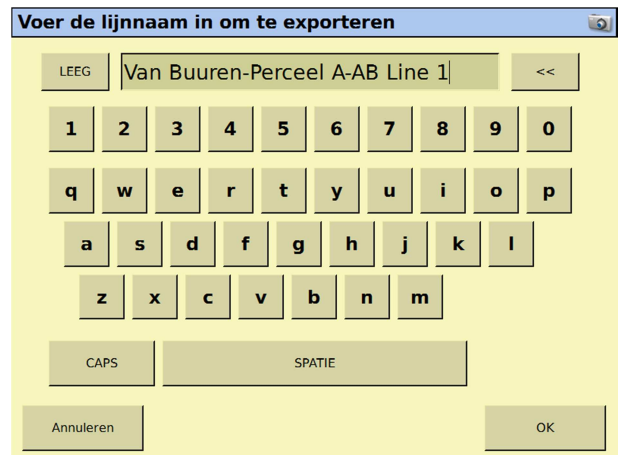 Voer de lijnnaam in om te exporteren
LEEG Van Buuren-Perceel A-AB Line 1 <<
1 2 3 4 5 6 7 8 9 0
q w e r t y u i o p
a s d f g h j k l
z x c v b n m
CAPS SPATIE
Annuleren OK